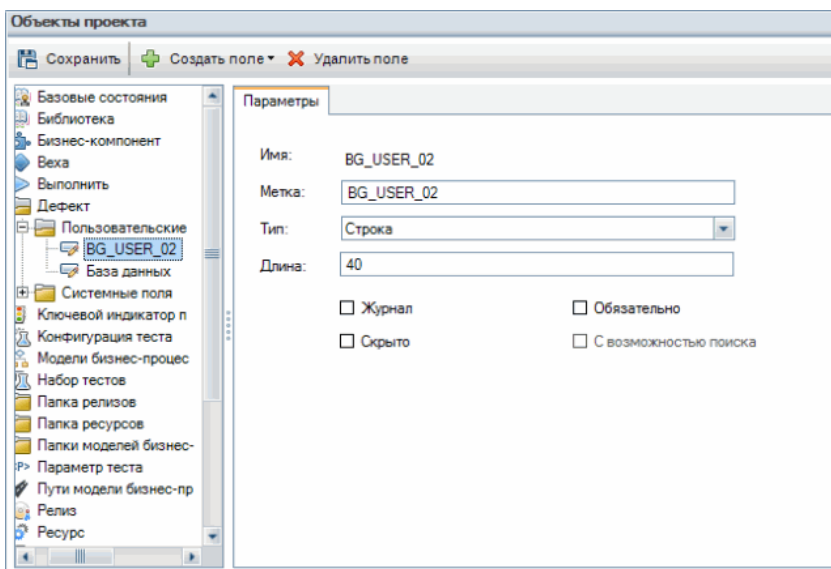 Объекты проекта
Сохранить Создать поле Удалить поле
Базовые состояния
Библиотека
Бизнес-компонент
Веха
Выполнить
Дефект
Пользовательские
BG_USER_02
База данных
Системные поля
Ключевой индикатор п
Конфигурация теста
Модели бизнес-процес
Набор тестов
Папка релизов
Папка ресурсов
Папки моделей бизнес-
<P> Параметр теста
Пути модели бизнес-пр
Релиз
Ресурс
Параметры
Имя: BG_USER_02
Метка: BG_USER_02
Тип: Строка
Длина: 40
Журнал Обязательно
Скрыто С возможностью поиска